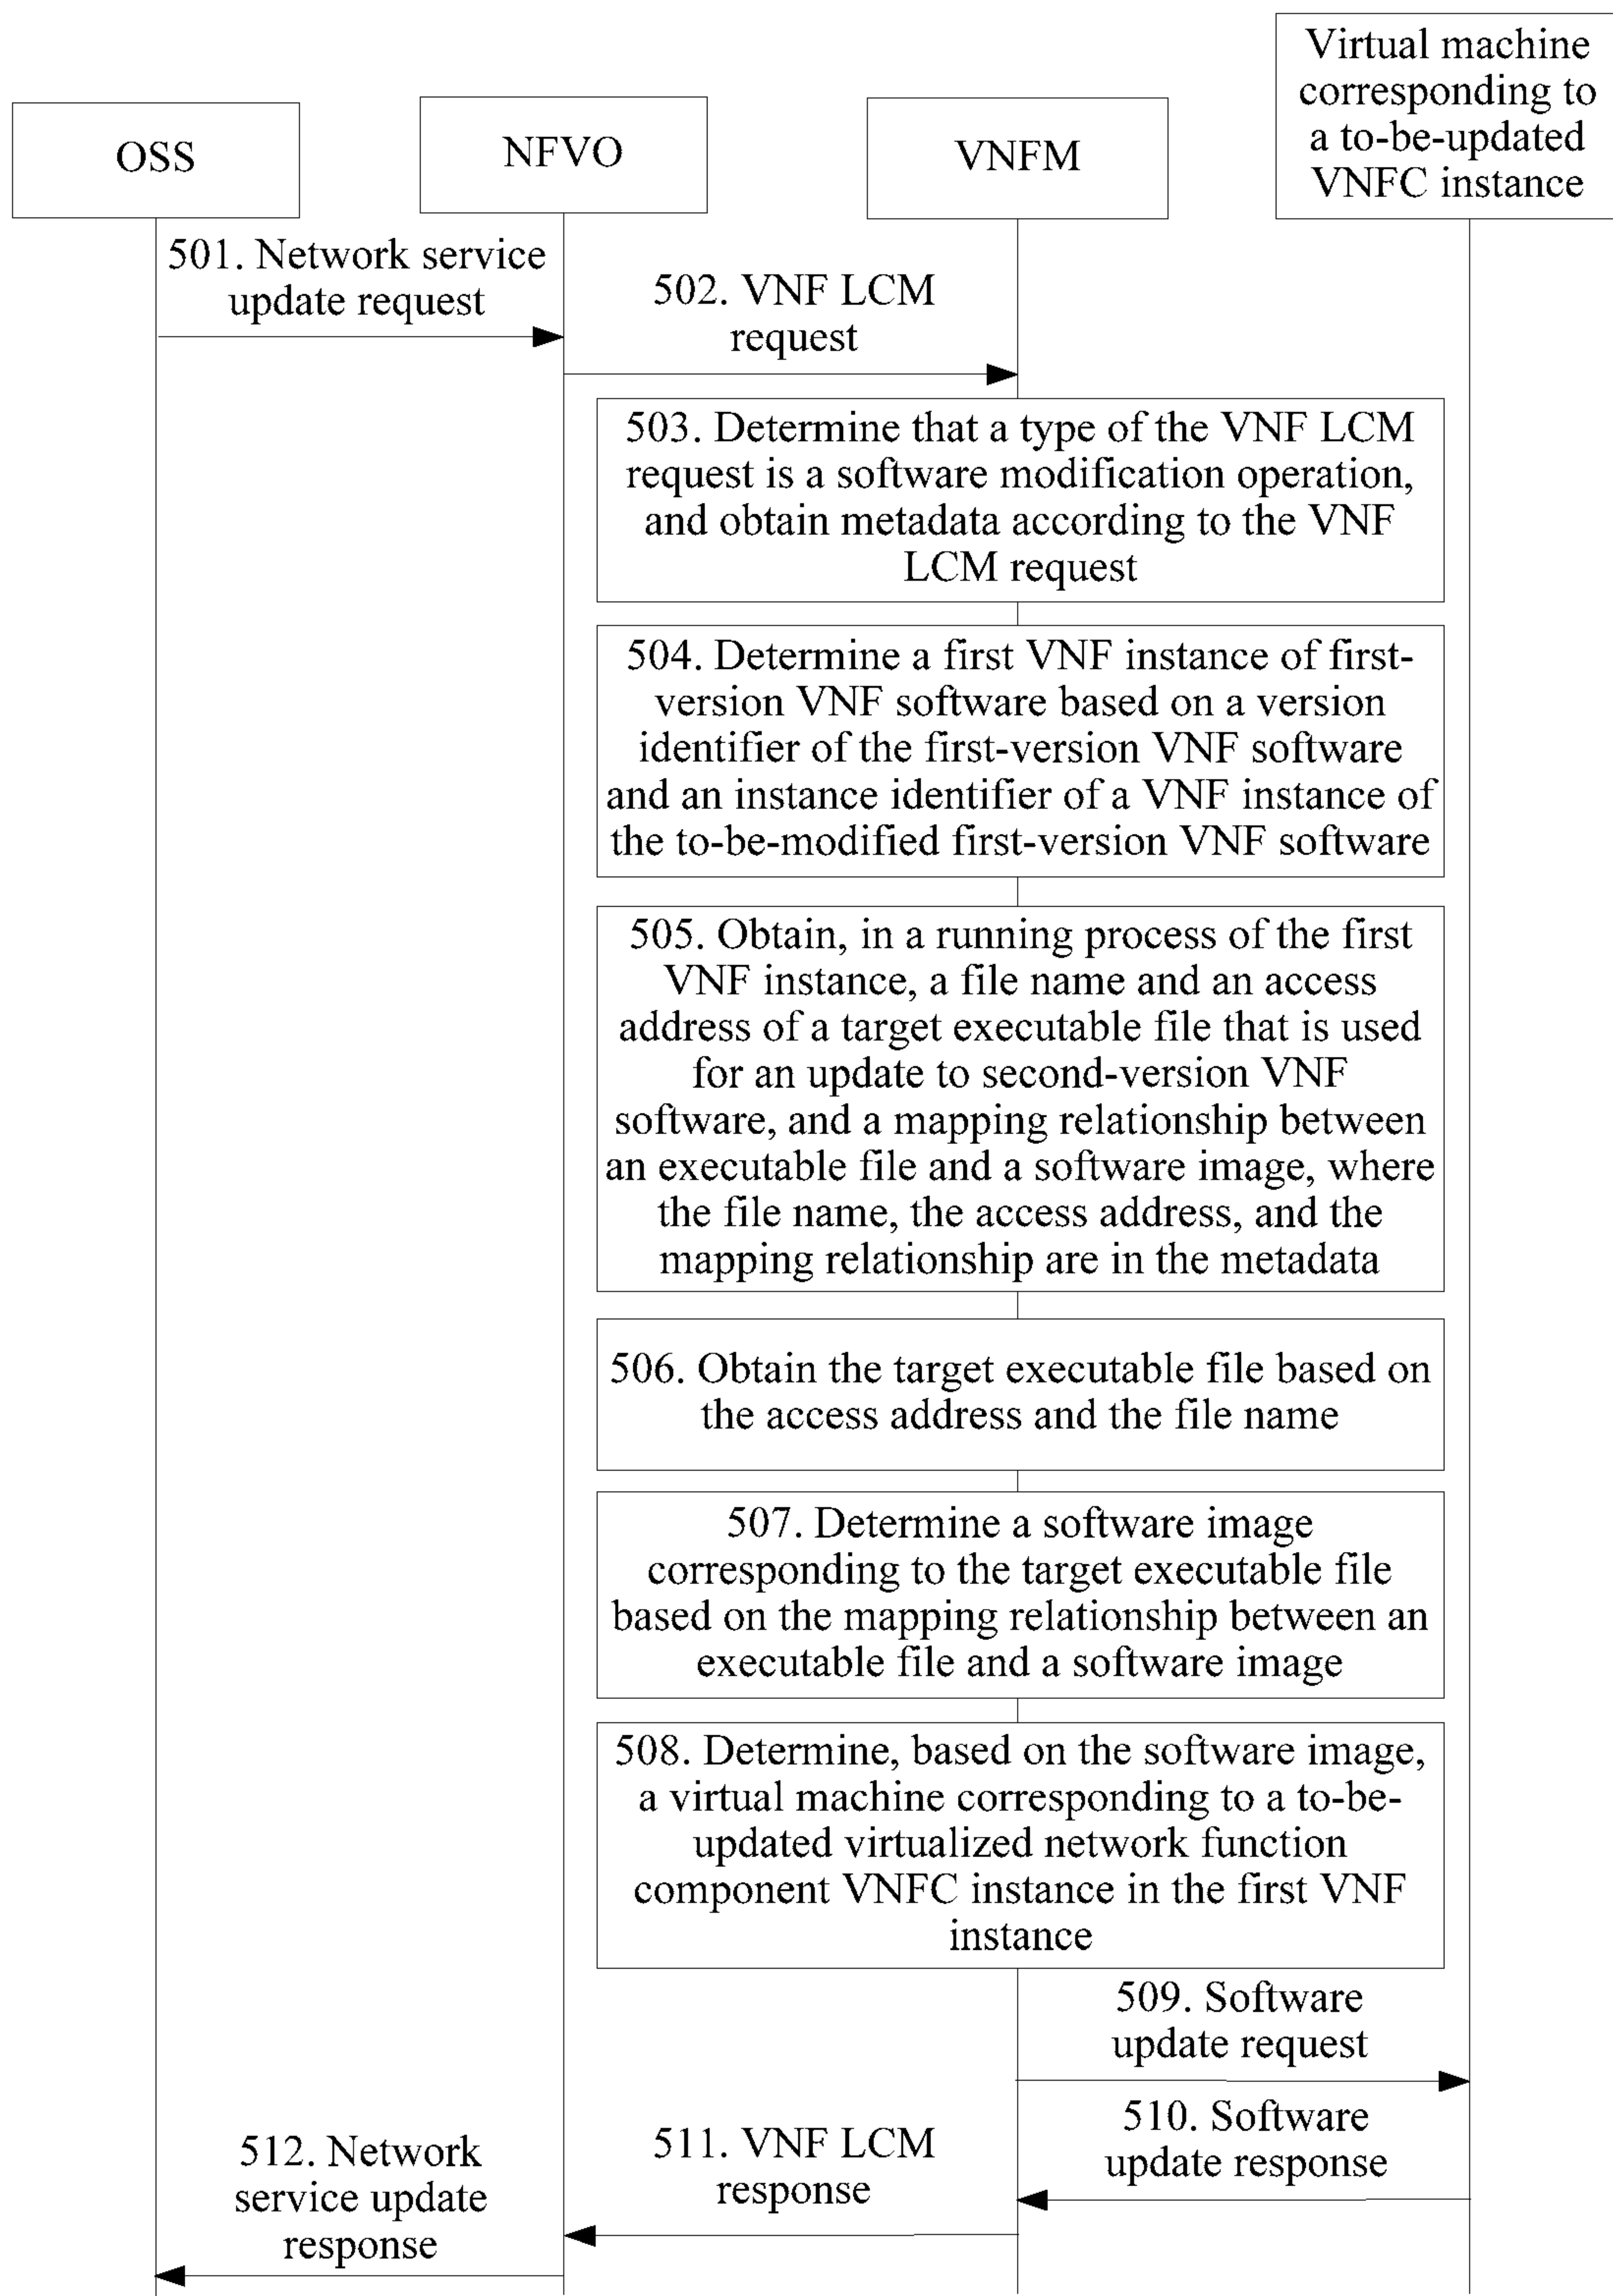 OSS
NFVO
VNFM
Virtual machine
corresponding to
a to-be-updated
VNFC instance
501. Network service
update request
502. VNF LCM
request
503. Determine that a type of the VNF LCM
request is a software modification operation,
and obtain metadata according to the VNF
LCM request
504. Determine a first VNF instance of first-
version VNF software based on a version
identifier of the first-version VNF software
and an instance identifier of a VNF instance of
the to-be-modified first-version VNF software
505. Obtain, in a running process of the first
VNF instance, a file name and an access
address of a target executable file that is used
for an update to second-version VNF
software, and a mapping relationship between
an executable file and a software image, where
the file name, the access address, and the
mapping relationship are in the metadata
506. Obtain the target executable file based on
the access address and the file name
507. Determine a software image
corresponding to the target executable file
based on the mapping relationship between an
executable file and a software image
508. Determine, based on the software image,
a virtual machine corresponding to a to-be-
updated virtualized network function
component VNFC instance in the first VNF
instance
509. Software
update request
510. Software
update response
511. VNF LCM
response
512. Network
service update
response